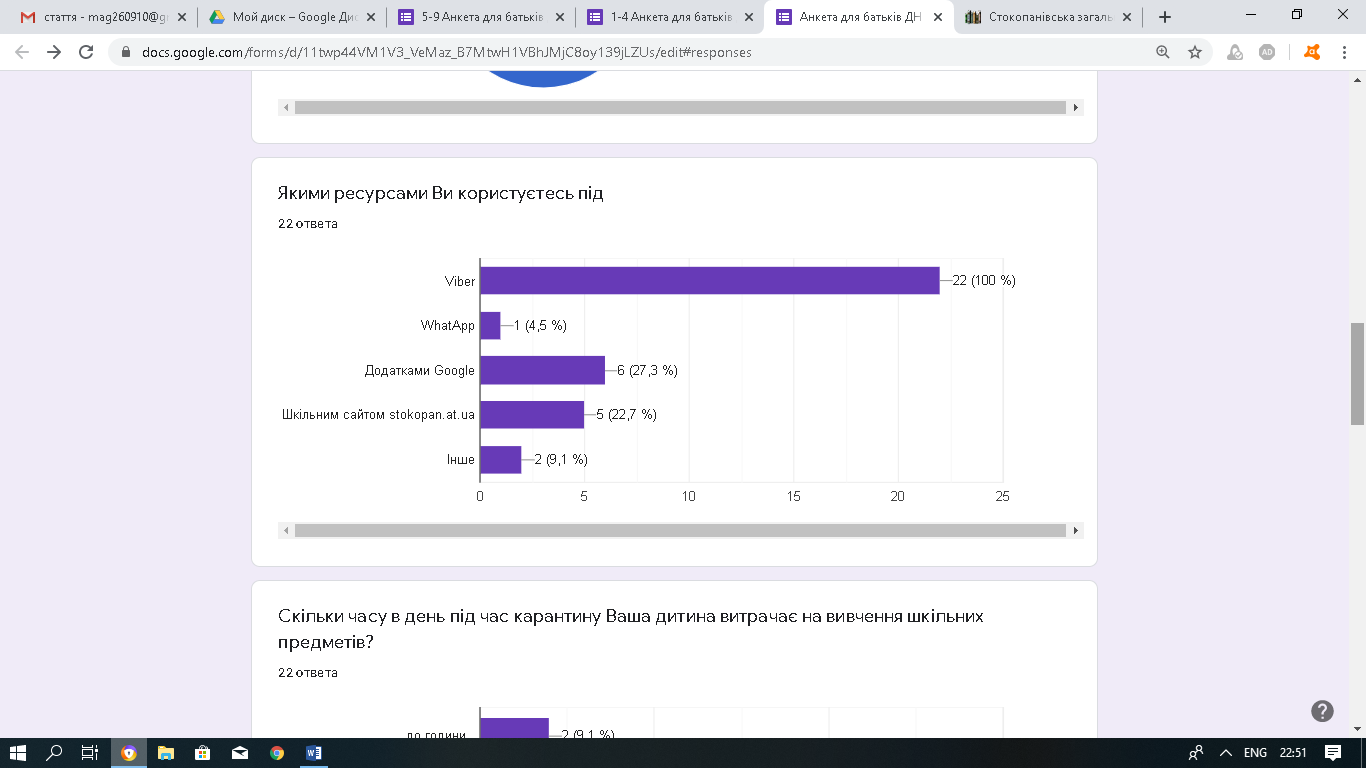 стаття - mag260910@g
Мой диск – Google Ди
5-9 Анкета для батьків
1-4 Анкета для батьків
Анкета для батьків ДН
Стокопанівська загаль
docs.google.com/forms/d/11twp44VM1V3_VeMaz_B7MtwH1VBhJMjC8oy139jLZUs/edit#responses
Якими ресурсами Ви користуєтесь під
22 ответа
Viber
22 (100 %)
WhatApp
1 (4,5 %)
Додатками Google
6 (27,3 %)
Шкільним сайтом stokopan.at.ua
5 (22,7 %)
Інше
2 (9,1 %)
0 5 10 15 20 25
Скільки часу в день під час карантину Ваша дитина витрачає на вивчення шкільних
предметів?
22 ответа
до години
2 (9,1 %)
ENG 22:51